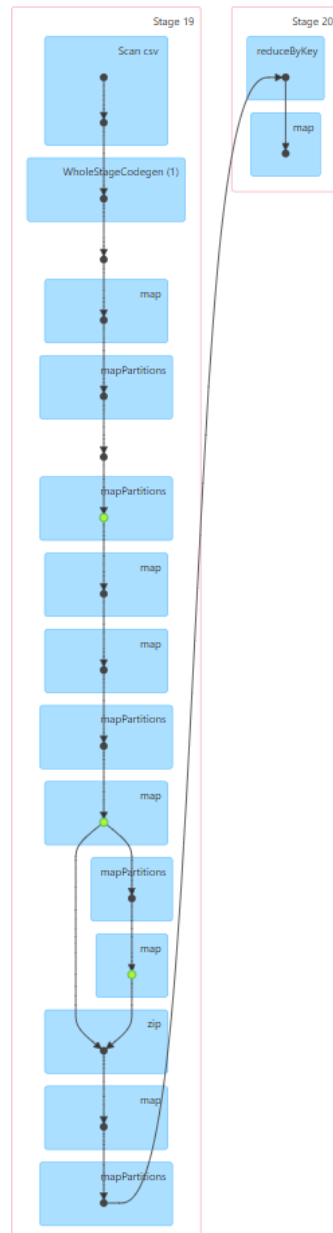 Stage 19
Scan csv
WholeStageCodegen (1)
map
mapPartitions
mapPartitions
map
map
mapPartitions
map
mapPartitions
map
zip
map
mapPartitions
Stage 20
reduceByKey
map